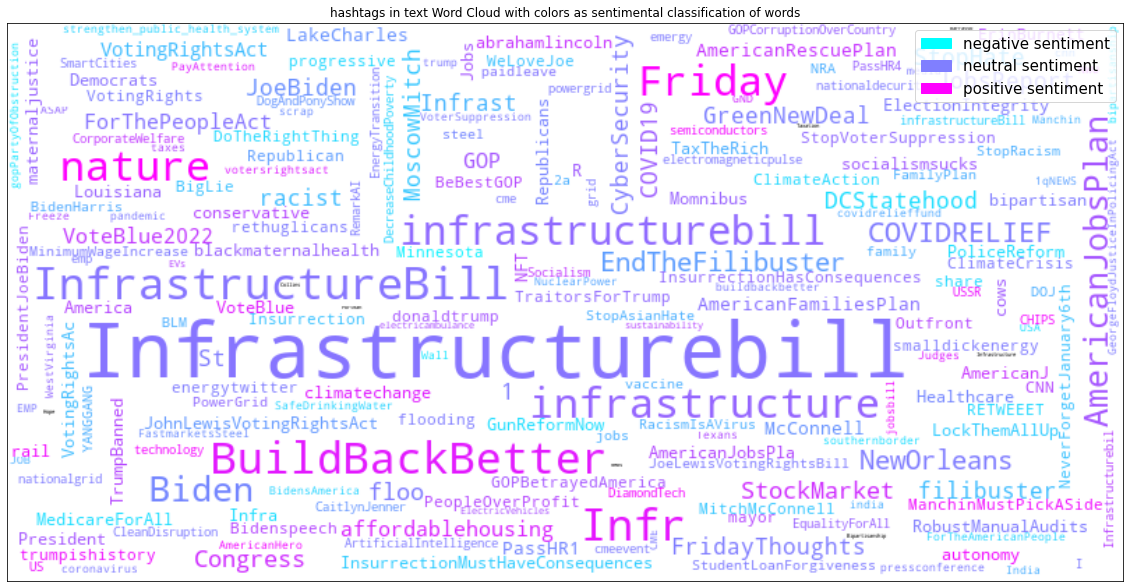 hashtags in text Word Cloud with colors as sentimental classification of words
negative sentiment
neutral sentiment
positive sentiment
strengthen_public_health_system
VotingRightsAct
LakeCharles
abrahamlincoln
emergy
GOPCorruptionOverCountry
SmartCities
PayAttention
progressive
MoscowMitch
Jobs
WeLoveJoe
AmericanRescuePlan
gopPartyOfObstruction
maternaljustice
Democrats
JoeBiden
EnergyTransition
trump
paidleave
CyberSecurity
Friday
NRA
PassHR4
JobsReport
VotingRights
DogAndPonyShow
Infrast
powergrid
COVID19
GND
nationaldecuri
ElectionIntegrity
ASAP
ForThePeopleAct
scrap
VoterSuppression
GreenNewDeal
infrastructureBill
Manchin
CorporateWelfare
DoTheRightThing
steel
Republicans
semiconductors
StopVoterSuppression
taxes
nature
Republican
DecreaseChildhoodPoverty
GOP
TaxTheRich
StopRacism
votersrightsact
electromagneticpulse
socialismsucks
Louisiana
BigLie
racist
RemarkAI
BeBestGOP
L2a
R
grid
ClimateAction
FamilyPlan
1qNEWS
BidenHarris
cme
Momnibus
DCStatehood
bipartisan
Freeze
pandemic
conservative
covidrelieffund
VoteBlue2022
rethuglicans
infrastructurebill
COVIDRELIEF
AmericanJobsPlan
GeorgeFloydJusticeInPolicingAct
MinimumWageIncrease
blackmaternalhealth
Minnesota
NFT
EndTheFilibuster
family
PoliceReform
emp
EVs
InfrastructureBill
Collins
Socialism
NuclearPower
InsurrectionHasConsequences
ClimateCrisis
PresidentJoeBiden
buildbackbetter
share
cows
America
VoteBlue
TraitorsForTrump
AmericanFamiliesPlan
USSR
DOJ
BLM
Insurrection
donaldtrump
StopAsianHate
Outfront
CHIPS
electricambulance
sustainability
GSA
WestVirginia
VotingRightsAc
Infrastructurebill
St
Wall
smalldickenergy
Judges
Infrastructure
AmericanJ
energytwitter
climatechange
1
vaccine
CNN
EMP
Hope
YANGGANG
PowerGrid
SafeDrinkingWater
infrastructure
jobsbill
Healthcare
NeverForgetJanuary6th
TrumpBanned
JohnLewisVotingRightsAct
flooding
GunReformNow
RacismIsAVirus
McConnell
RETWEEET
FastmarketsSteel
jobs
Texans
LockThemAllUp
rail
technology
southernborder
Job
BuildBackBetter
AmericanJobsPla
JoeLewisVotingRightsBill
NewOrleans
nationalgrid
Biden
BidensAmerica
floo
GOPBetrayedAmerica
DiamondTech
StockMarket
filibuster
Infrastructurebil
CaitlynJenner
PeopleOverProfit
ElectricVehicles
MitchMcConnell
india
ManchinMustPickASide
MedicareForAll
Infra
mayor
CleanDisruption
Bidenspeech
affordablehousing
Infr
EqualityForAll
RobustManualAudits
President
AmericanHero
ArtificialIntelligence
PassHR1
cmeevent
CME
Bipartisanship
ForTheAmericanPeople
trumpishistory
Congress
FridayThoughts
autonomy
US
coronavirus
InsurrectionMustHaveConsequences
StudentLoanForgiveness
pressconference
India
I